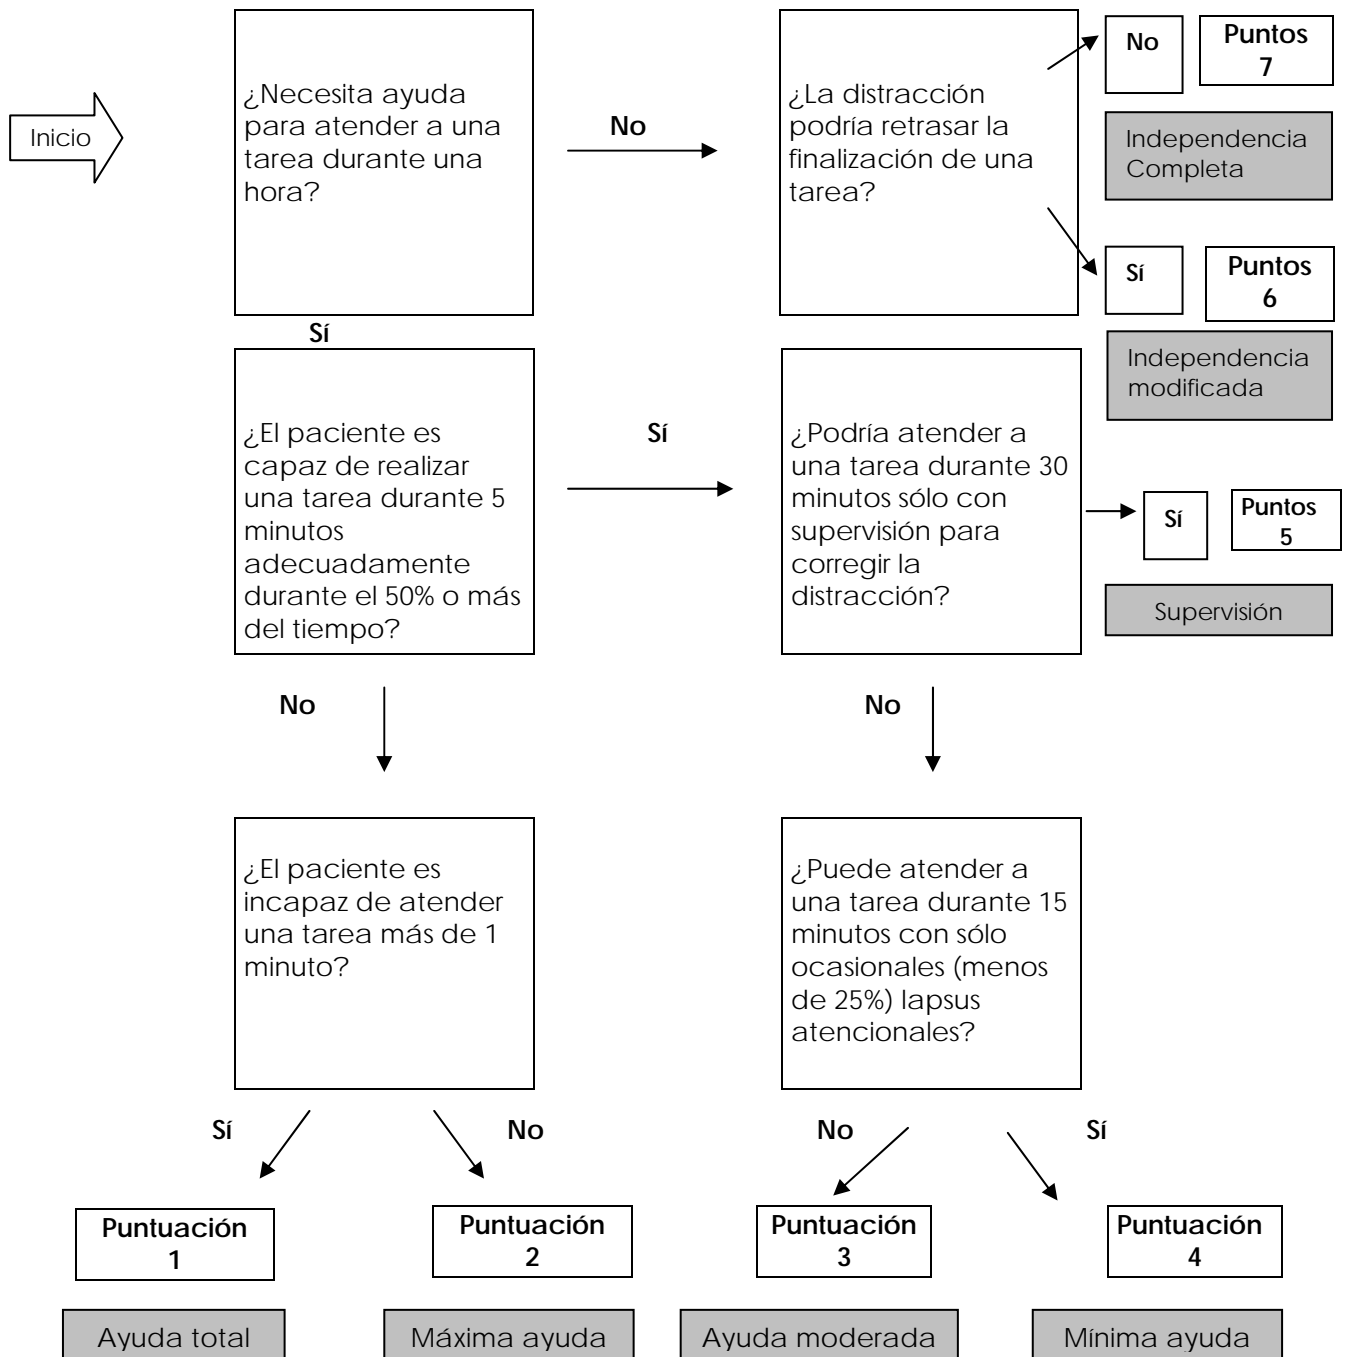 Inicio
¿Necesita ayuda
para atender a una
tarea durante una
hora?
No
¿La distracción
podría retrasar la
finalización de una
tarea?
No
Puntos
7
Independencia
Completa
Sí
Puntos
6
Independencia
modificada
Sí
¿El paciente es
capaz de realizar
una tarea durante 5
minutos
adecuadamente
durante el 50% o más
del tiempo?
Sí
¿Podría atender a
una tarea durante 30
minutos sólo con
supervisión para
corregir la
distracción?
Sí
Puntos
5
Supervisión
No
No
¿El paciente es
incapaz de atender
una tarea más de 1
minuto?
¿Puede atender a
una tarea durante 15
minutos con sólo
ocasionales (menos
de 25%) lapsus
atencionales?
Sí
No
No
Sí
Puntuación
1
Puntuación
2
Puntuación
3
Puntuación
4
Ayuda total
Máxima ayuda
Ayuda moderada
Mínima ayuda